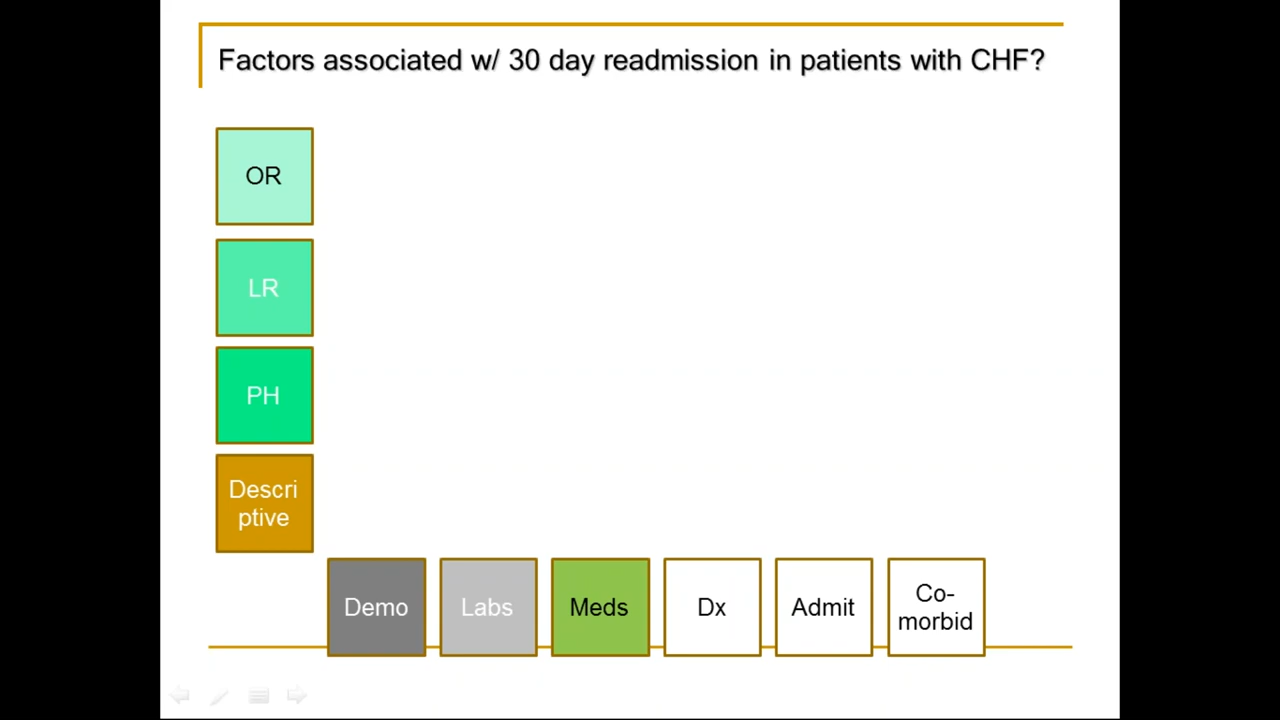 Factors associated w/ 30 day readmission in patients with CHF?
OR
LR
PH
Descri
ptive
Demo
Labs
Meds
Dx
Admit
Co-
morbid